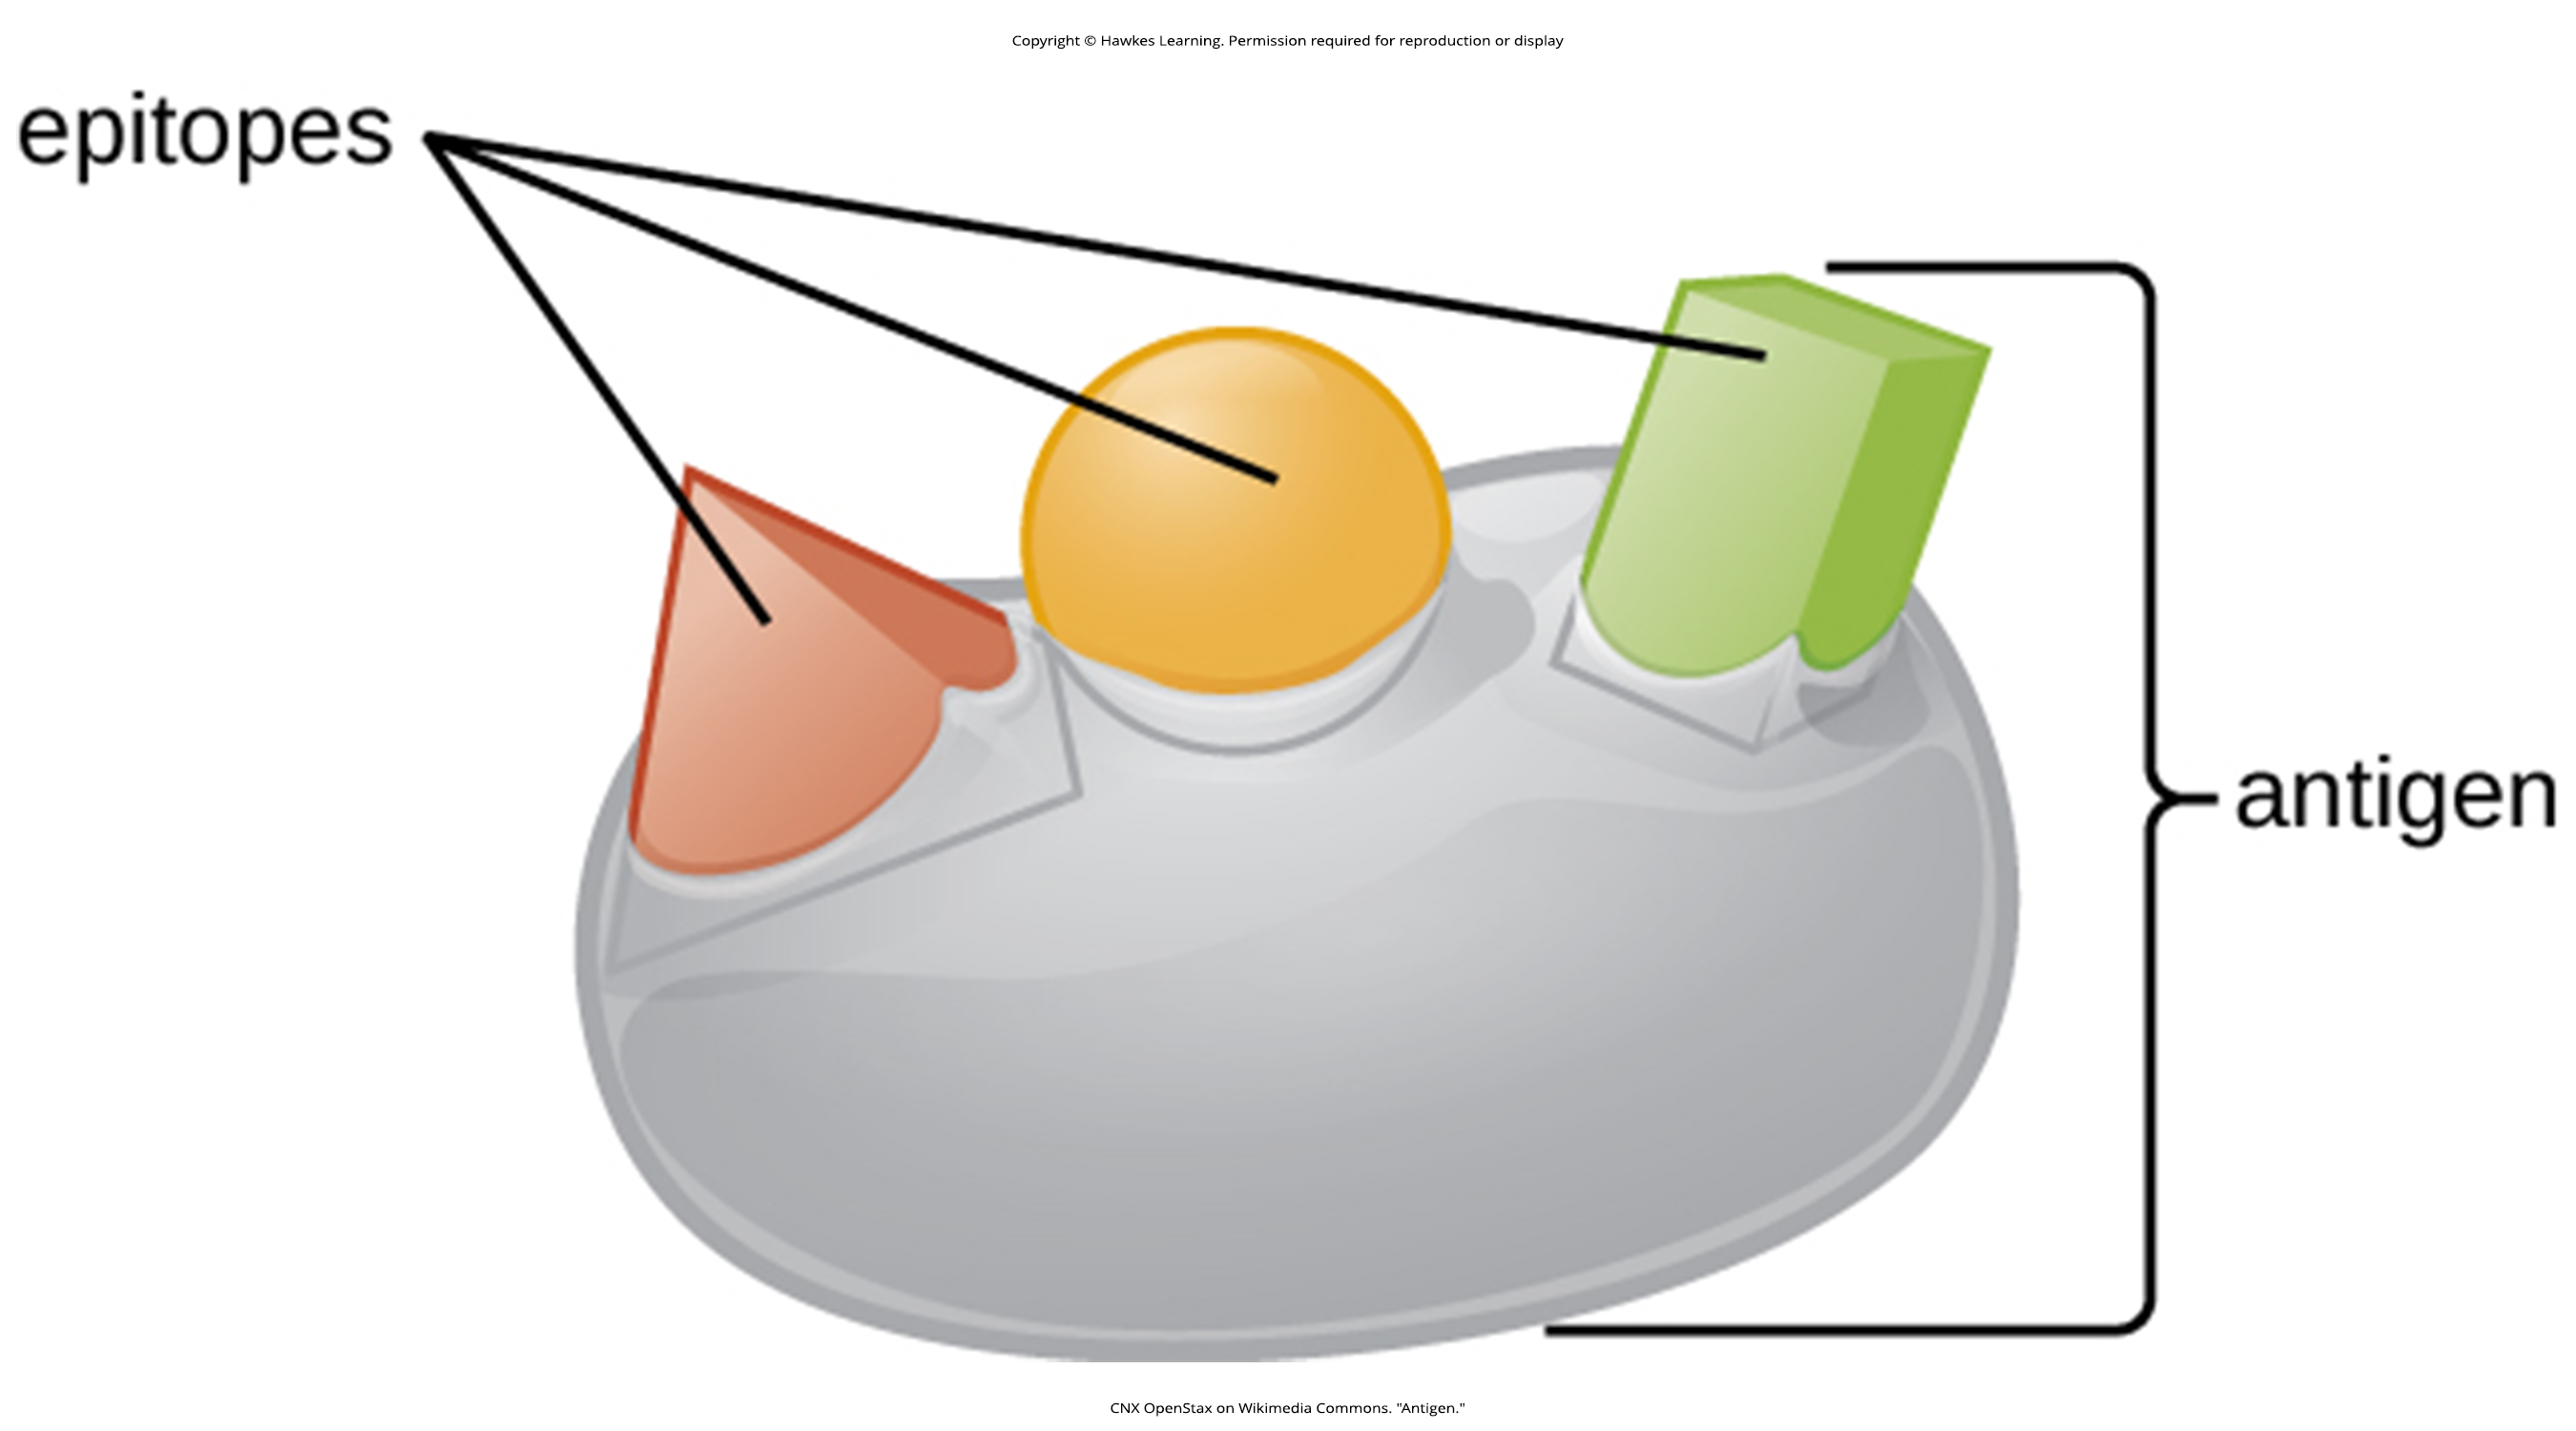 Copyright © Hawkes Learning. Permission required for reproduction or display
epitopes
antigen
CNX OpenStax on Wikimedia Commons. "Antigen."